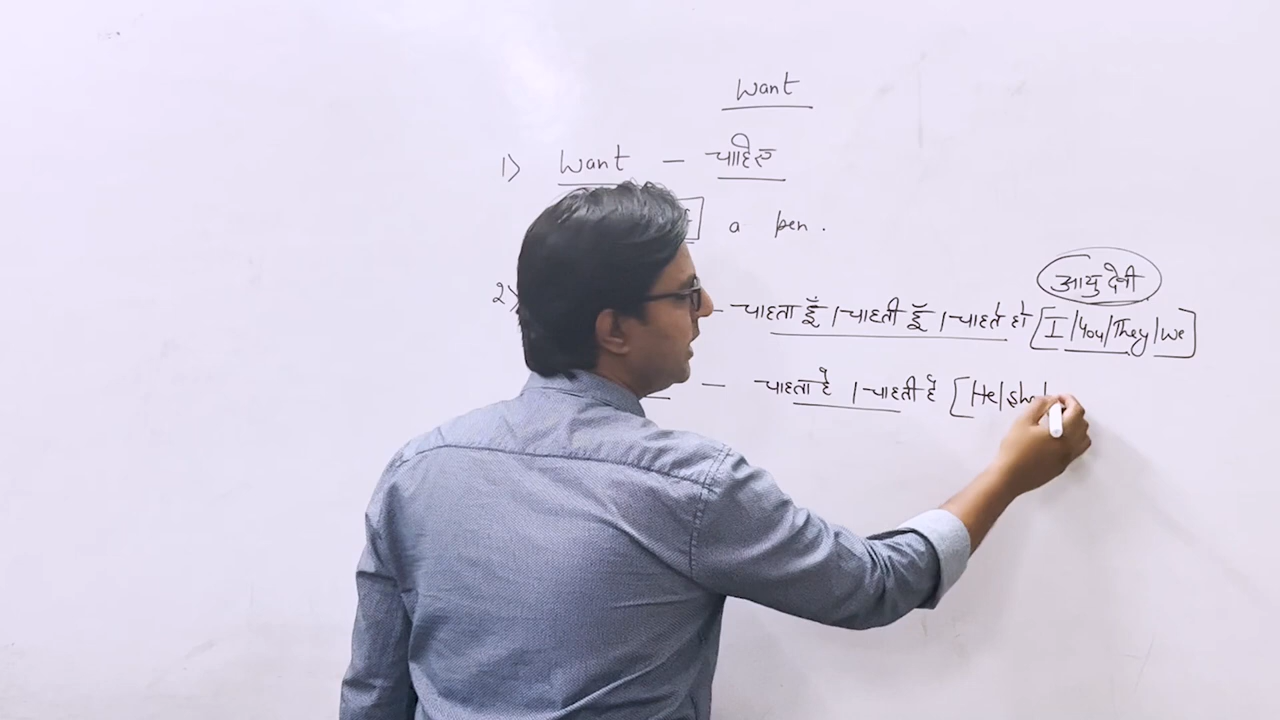 Want
1) Want – चाहिए
a pen.
आयु देवी
2) – चाहता हूँ / चाहती हूँ / चाहते हो [I/You/They/We]
– चाहता है / चाहती है [He/She/